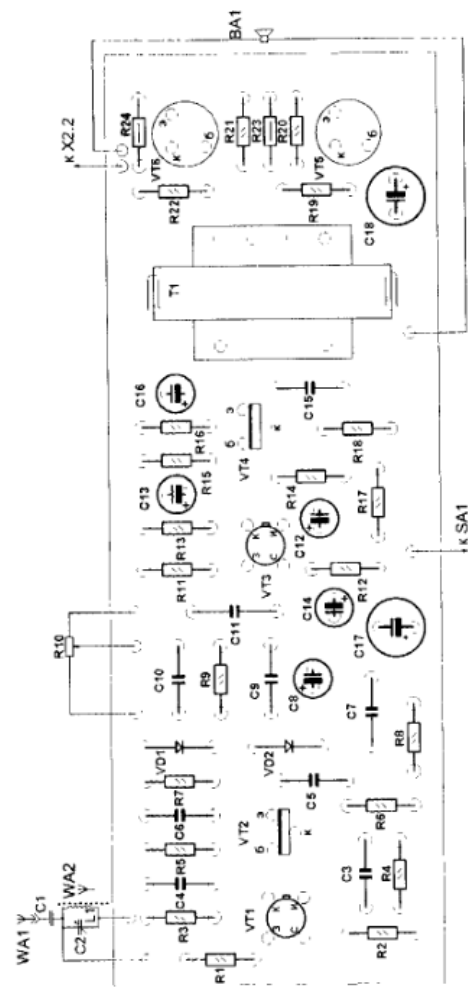 BA1
к X2.2
R24
VT6
э
к
б
R21
R23
R20
э
к
б
VT5
R22
R19
C18
+
T1
C16
+
R16
R15
C13
+
R13
R11
э
б
к
VT4
C15
R18
R14
R17
C12
+
з
и
с
и
VT3
R12
к SA1
C14
+
C17
+
R10
C11
C10
R9
C9
C8
+
C7
R8
VD1
VD2
R7
C6
R5
C4
R3
C5
э
б
к
VT2
R6
C3
R4
R2
з
и
с
и
VT1
R1
WA1
C1
WA2
C2
L1